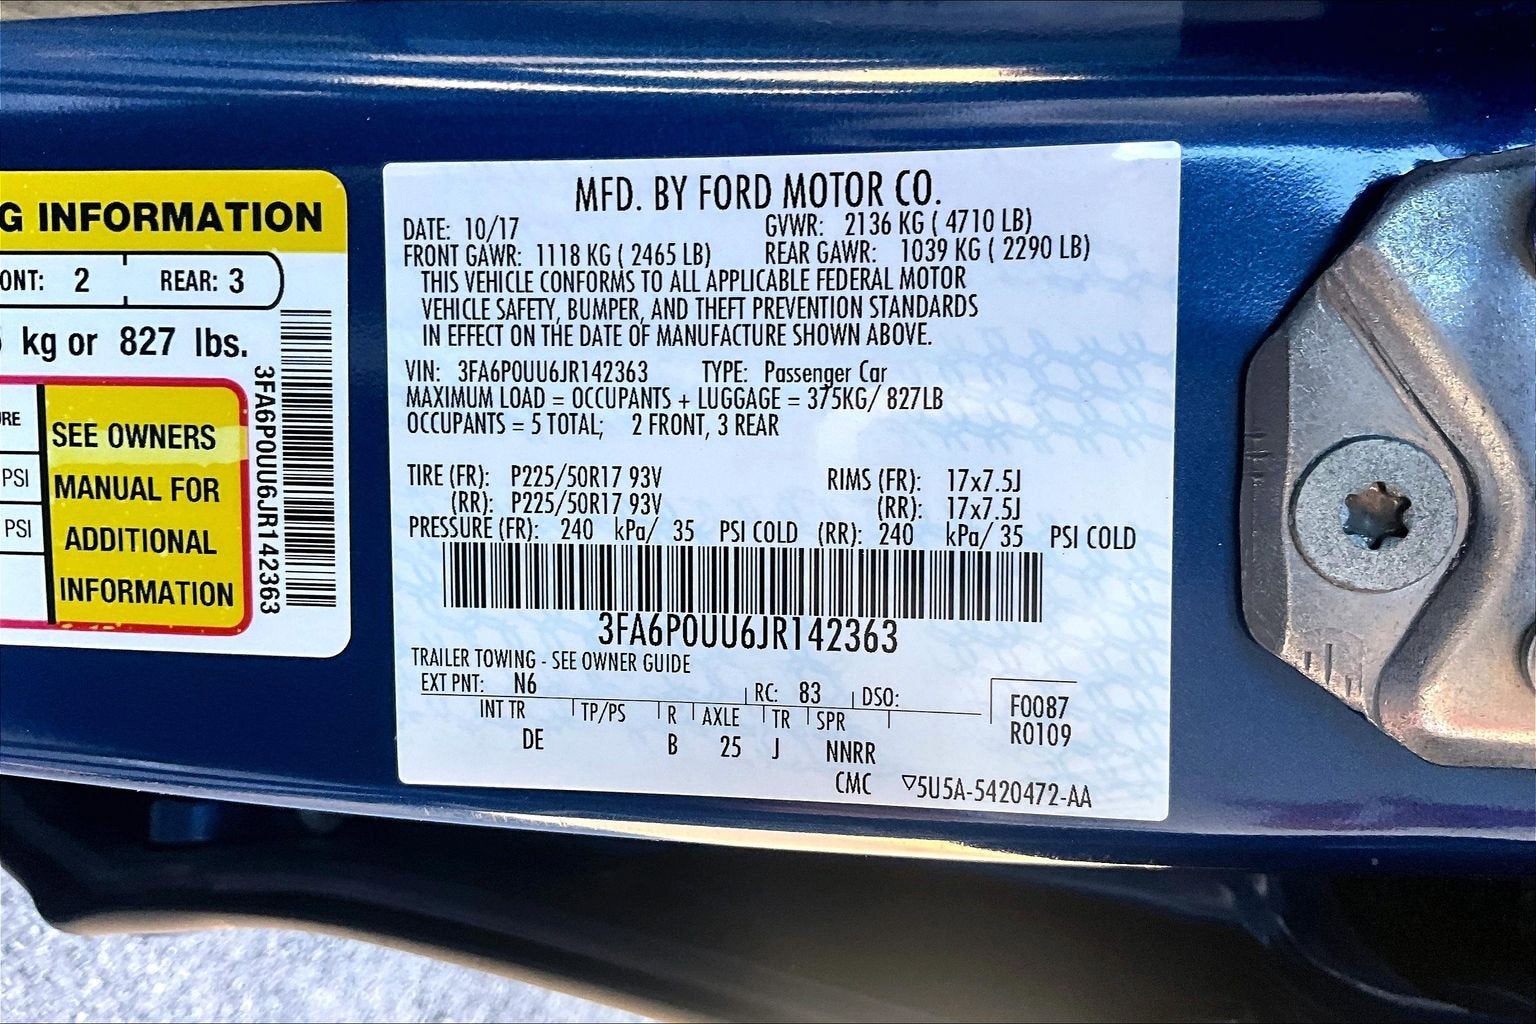 G INFORMATION
ONT: 2 REAR: 3
kg or 827 lbs.
RE
PSI
PSI
SEE OWNERS
MANUAL FOR
ADDITIONAL
INFORMATION
3FA6P0UU6JR142363
MFD. BY FORD MOTOR CO.
DATE: 10/17 GVWR: 2136 KG ( 4710 LB)
FRONT GAWR: 1118 KG ( 2465 LB) REAR GAWR: 1039 KG ( 2290 LB)
THIS VEHICLE CONFORMS TO ALL APPLICABLE FEDERAL MOTOR
VEHICLE SAFETY, BUMPER, AND THEFT PREVENTION STANDARDS
IN EFFECT ON THE DATE OF MANUFACTURE SHOWN ABOVE.
VIN: 3FA6P0UU6JR142363 TYPE: Passenger Car
MAXIMUM LOAD = OCCUPANTS + LUGGAGE = 375KG/ 827LB
OCCUPANTS = 5 TOTAL; 2 FRONT, 3 REAR
TIRE (FR): P225/50R17 93V RIMS (FR): 17x7.5J
(RR): P225/50R17 93V (RR): 17x7.5J
PRESSURE (FR): 240 kPa/ 35 PSI COLD (RR): 240 kPa/ 35 PSI COLD
3FA6P0UU6JR142363
TRAILER TOWING - SEE OWNER GUIDE
EXT PNT: N6 RC: 83 DSO:
INT TR TP/PS R AXLE TR SPR
DE B 25 J NNRR
F0087
R0109
CMC ▽5U5A-5420472-AA